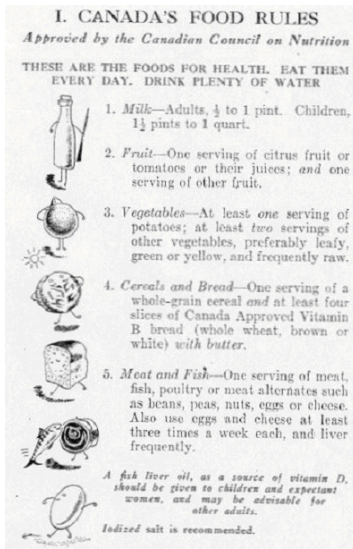 I. CANADA'S FOOD RULES
Approved by the Canadian Council on Nutrition
THESE ARE THE FOODS FOR HEALTH. EAT THEM
EVERY DAY. DRINK PLENTY OF WATER
1. Milk—Adults, ½ to 1 pint. Children,
1½ pints to 1 quart.
2. Fruit—One serving of citrus fruit or
tomatoes or their juices; and one
serving of other fruit.
3. Vegetables—At least one serving of
potatoes; at least two servings of
other vegetables, preferably leafy,
green or yellow, and frequently raw.
4. Cereals and Bread—One serving of a
whole-grain cereal and at least four
slices of Canada Approved Vitamin
B bread (whole wheat, brown or
white) with butter.
5. Meat and Fish—One serving of meat,
fish, poultry or meat alternates such
as beans, peas, nuts, eggs or cheese.
Also use eggs and cheese at least
three times a week each, and liver
frequently.
A fish liver oil, as a source of vitamin D,
should be given to children and expectant
women, and may be advisable for
other adults.
Iodized salt is recommended.